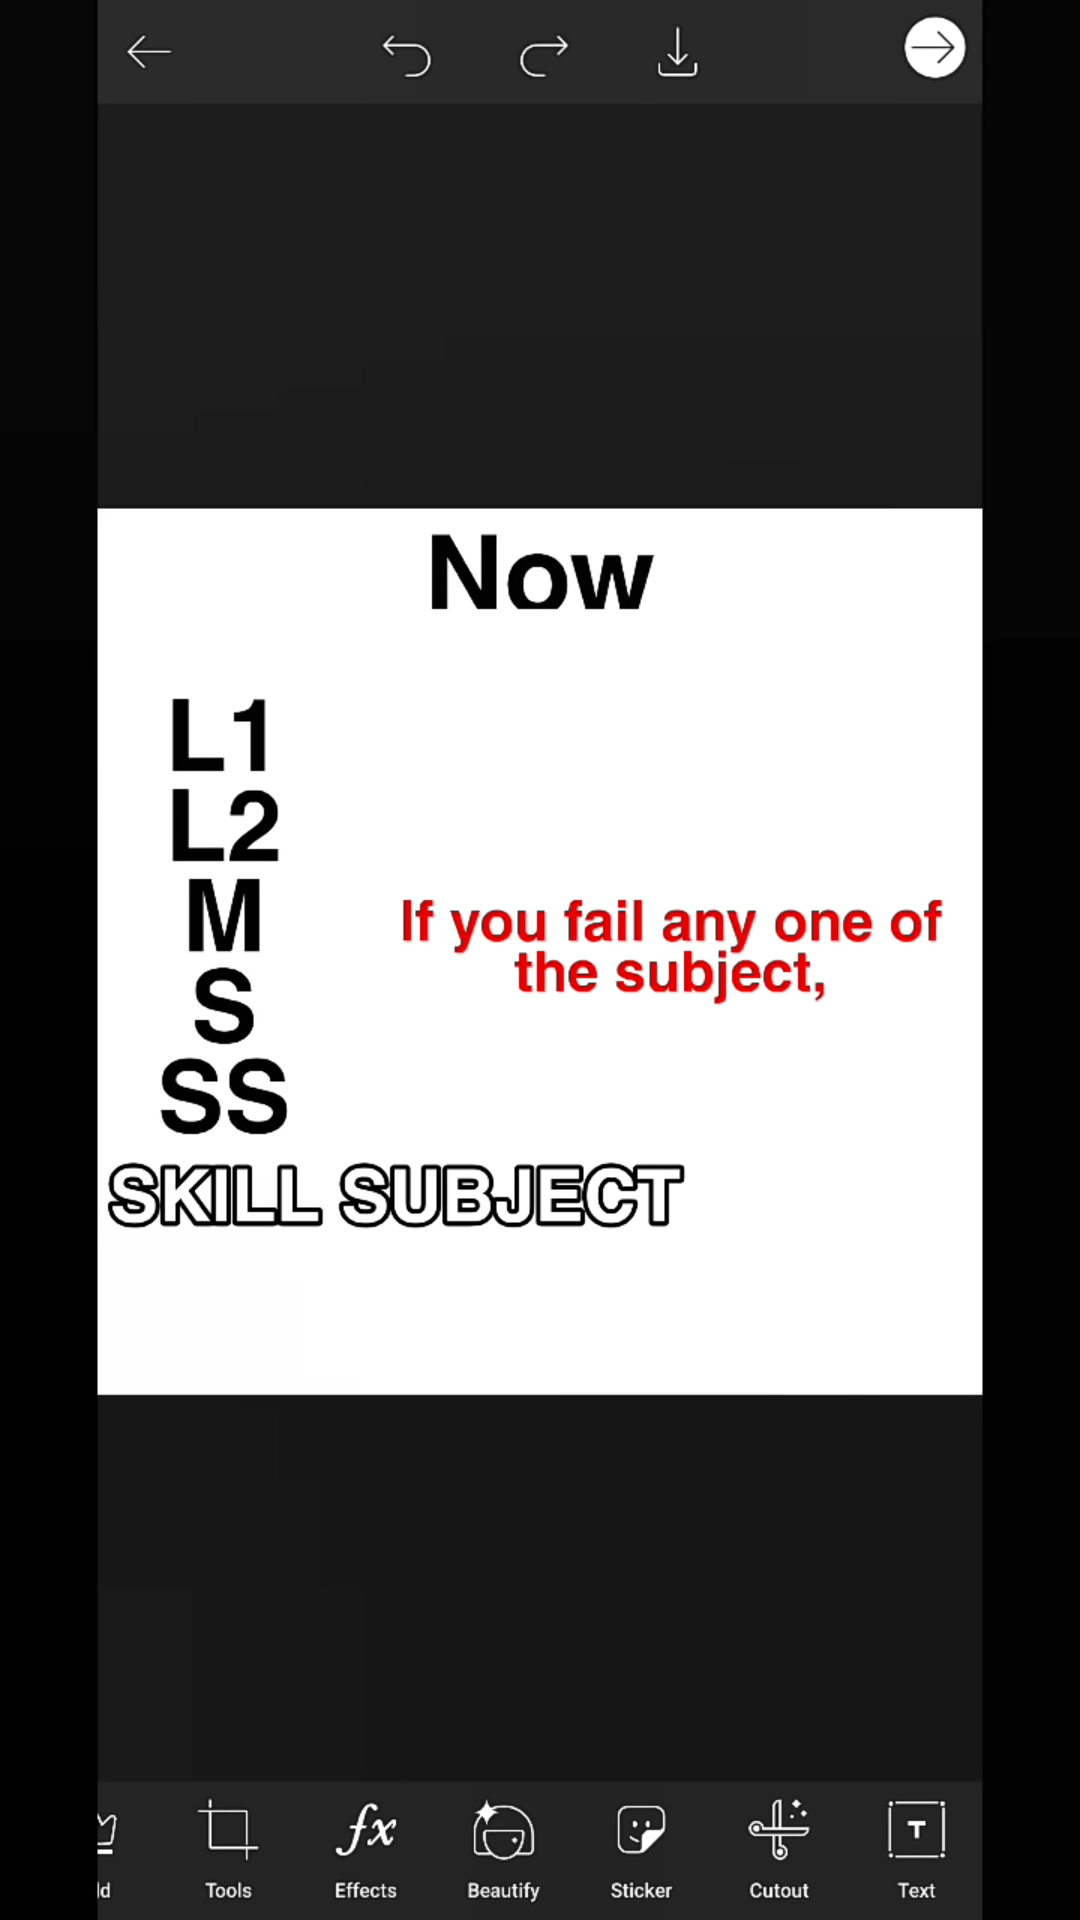 Now
L1
L2
M
S
SS
If you fail any one of
the subject,
SKILL SUBJECT
ld
Tools
Effects
Beautify
Sticker
Cutout
Text